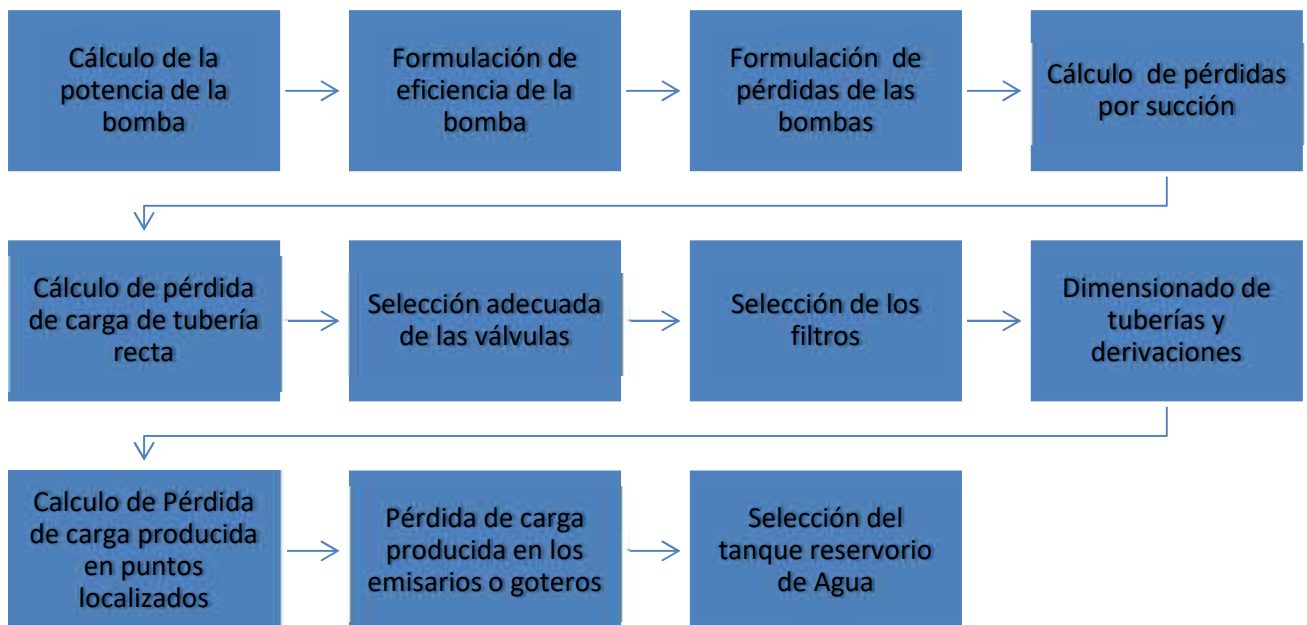 Cálculo de la
potencia de la
bomba
Formulación de
eficiencia de la
bomba
Formulación de
pérdidas de las
bombas
Cálculo de pérdidas
por succión
Cálculo de pérdida
de carga de tubería
recta
Selección adecuada
de las válvulas
Selección de los
filtros
Dimensionado de
tuberías y
derivaciones
Calculo de Pérdida
de carga producida
en puntos
localizados
Pérdida de carga
producida en los
emisarios o goteros
Selección del
tanque reservorio
de Agua